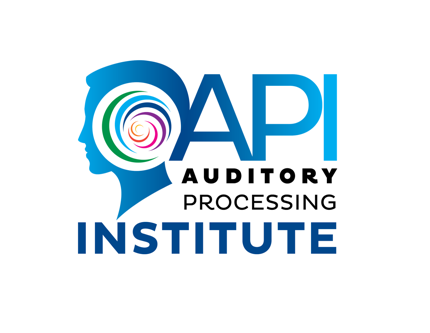 API
AUDITORY
PROCESSING
INSTITUTE